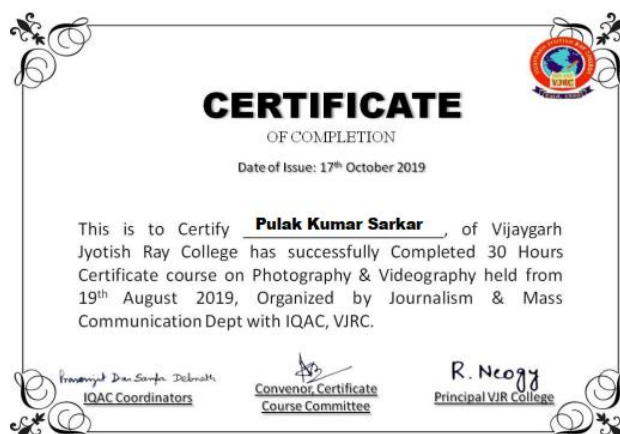 VJRC
CERTIFICATE
OF COMPLETION
Date of Issue: 17th October 2019
This is to Certify Pulak Kumar Sarkar, of Vijaygarh
Jyotish Ray College has successfully Completed 30 Hours
Certificate course on Photography & Videography held from
19th August 2019, Organized by Journalism & Mass
Communication Dept with IQAC, VJRC.
R. Neogy
IQAC Coordinators
Convenor, Certificate
Course Committee
Principal VJR College